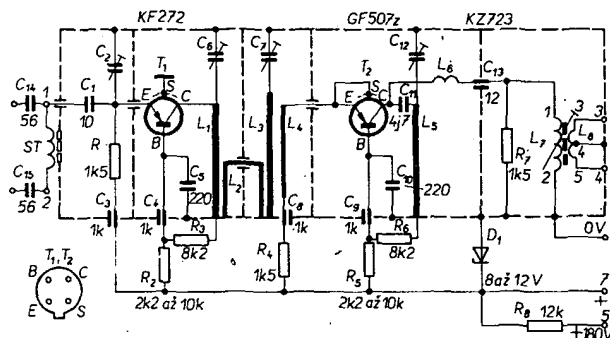 KF272 GF507z KZ723
C6 C7 C12
C2 T1 T2 L6 C13
C14 1 C1 E S C E S C C11 12
56 10 L1 L3 L4 4j7 L5 1 3 3
ST R B B R7 L7 L8 4
1k5 C5 L2 C10 1k5 2 5 4
C15 2 220 220
56 C3 C4 C8 C9 0V
1k 1k R3 1k 1k R6
8k2 R4 8k2 D1
T1, T2 R2 1k5 R5
B C 2k2 až 10k 2k2 až 10k 8až 12V 7
E S +
R8 12k 5
+180V